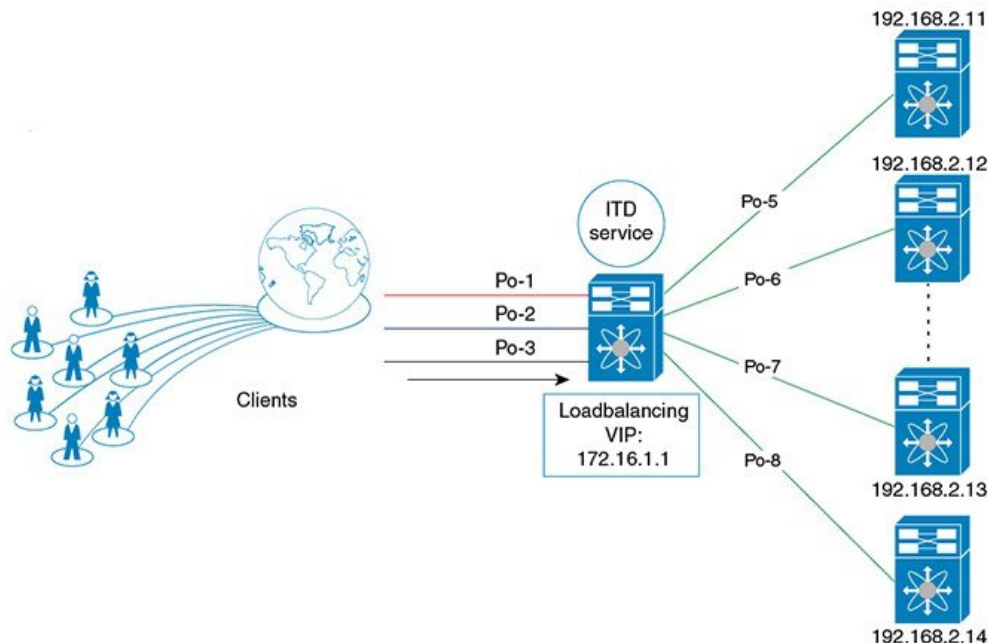 192.168.2.11
192.168.2.12
Po-5
ITD
service
Po-6
Po-1
Po-2
Po-3
Po-7
Clients
Loadbalancing
VIP:
172.16.1.1
Po-8
192.168.2.13
192.168.2.14